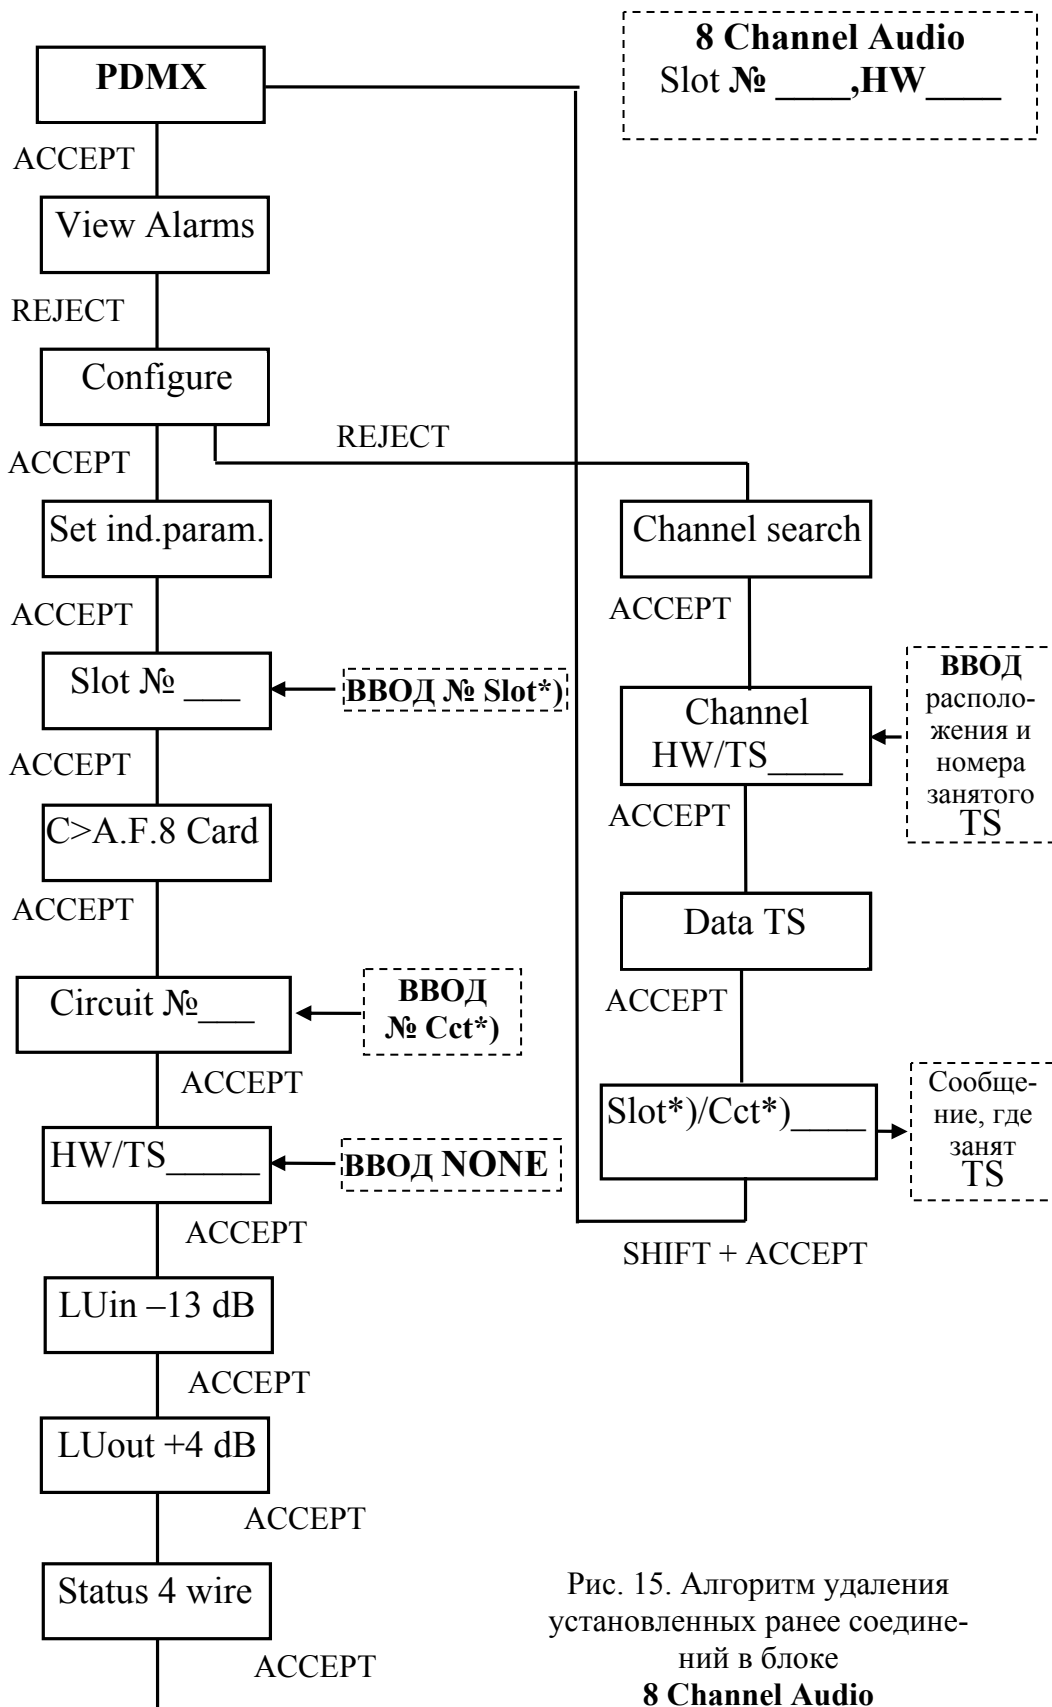 8 Channel Audio
Slot № ____,HW____
PDMX
ACCEPT
View Alarms
REJECT
Configure
REJECT
ACCEPT
Set ind.param.
ACCEPT
Slot № ___
ВВОД № Slot*)
ACCEPT
C>A.F.8 Card
ACCEPT
Circuit №___
ВВОД
№ Cct*)
ACCEPT
HW/TS_____
ВВОД NONE
ACCEPT
LUin –13 dB
ACCEPT
LUout +4 dB
ACCEPT
Status 4 wire
ACCEPT
Channel search
ACCEPT
Channel
HW/TS____
ВВОД
располо-
жения и
номера
занятого
TS
ACCEPT
Data TS
ACCEPT
Slot*)/Cct*)____
Сообще-
ние, где
занят
TS
SHIFT + ACCEPT
Рис. 15. Алгоритм удаления
установленных ранее соедине-
ний в блоке
8 Channel Audio